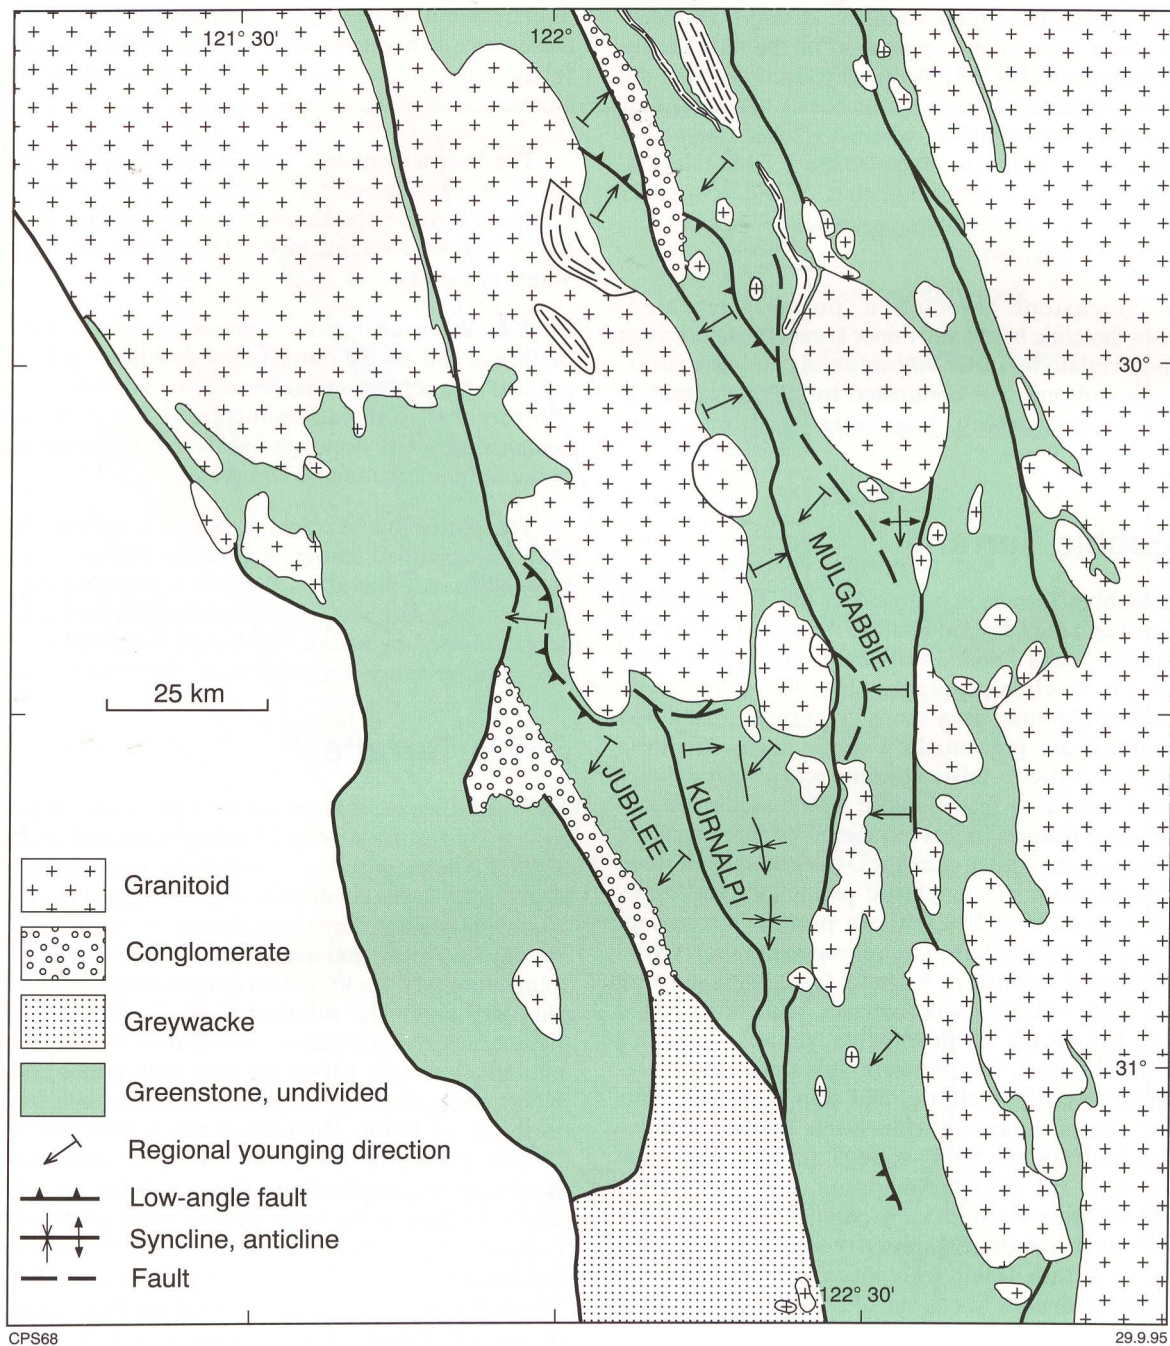 121° 30'
122°
30°
MULGABBIE
25 km
JUBILEE
KURNALPI
Granitoid
Conglomerate
Greywacke
31°
Greenstone, undivided
Regional younging direction
Low-angle fault
Syncline, anticline
Fault
122° 30'
CPS68
29.9.95